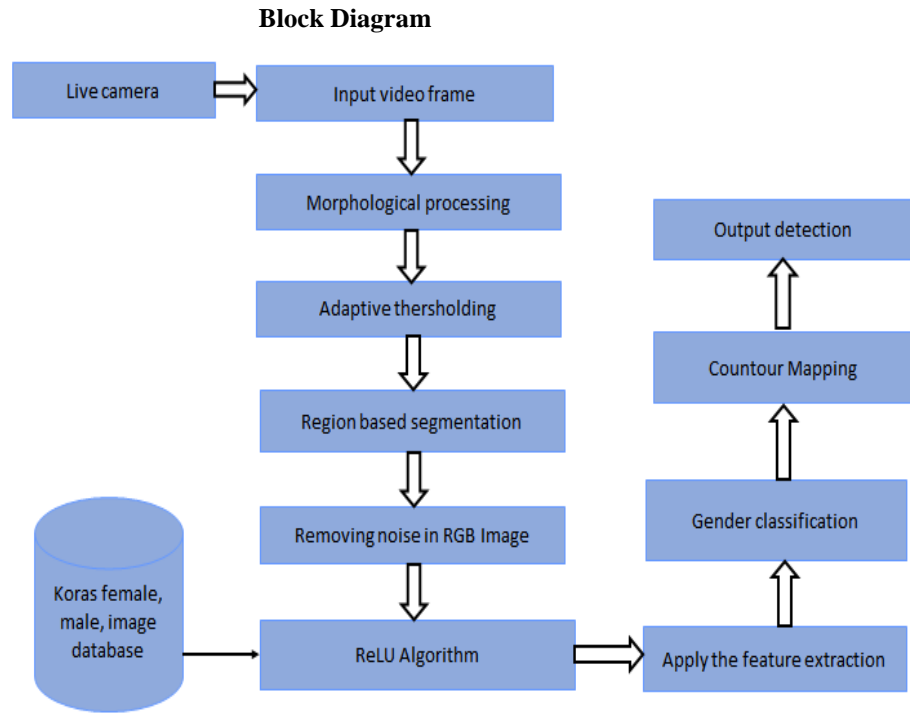 Block Diagram
Live camera
Input video frame
Morphological processing
Adaptive thersholding
Region based segmentation
Removing noise in RGB Image
Koras female,
male, image
database
ReLU Algorithm
Apply the feature extraction
Gender classification
Countour Mapping
Output detection